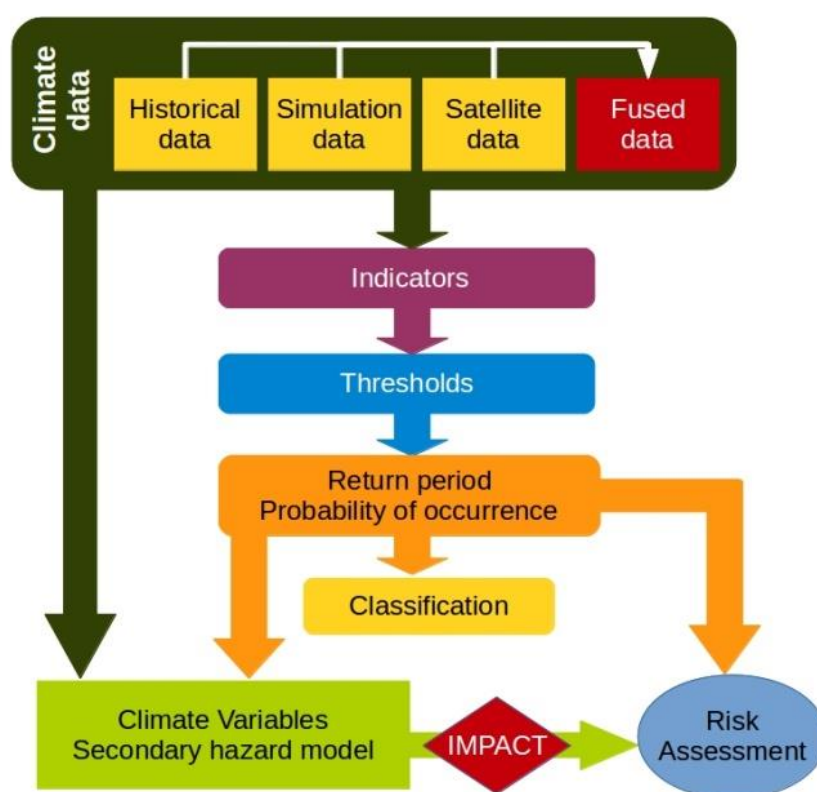 Climate
data
Historical
data
Simulation
data
Satellite
data
Fused
data
Indicators
Thresholds
Return period
Probability of occurrence
Classification
Climate Variables
Secondary hazard model
IMPACT
Risk
Assessment